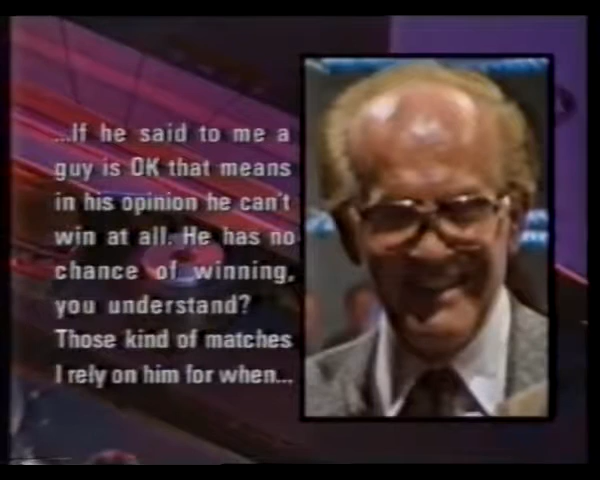 ...If he said to me a
guy is OK that means
in his opinion he can't
win at all. He has no
chance of winning,
you understand?
Those kind of matches
I rely on him for when...